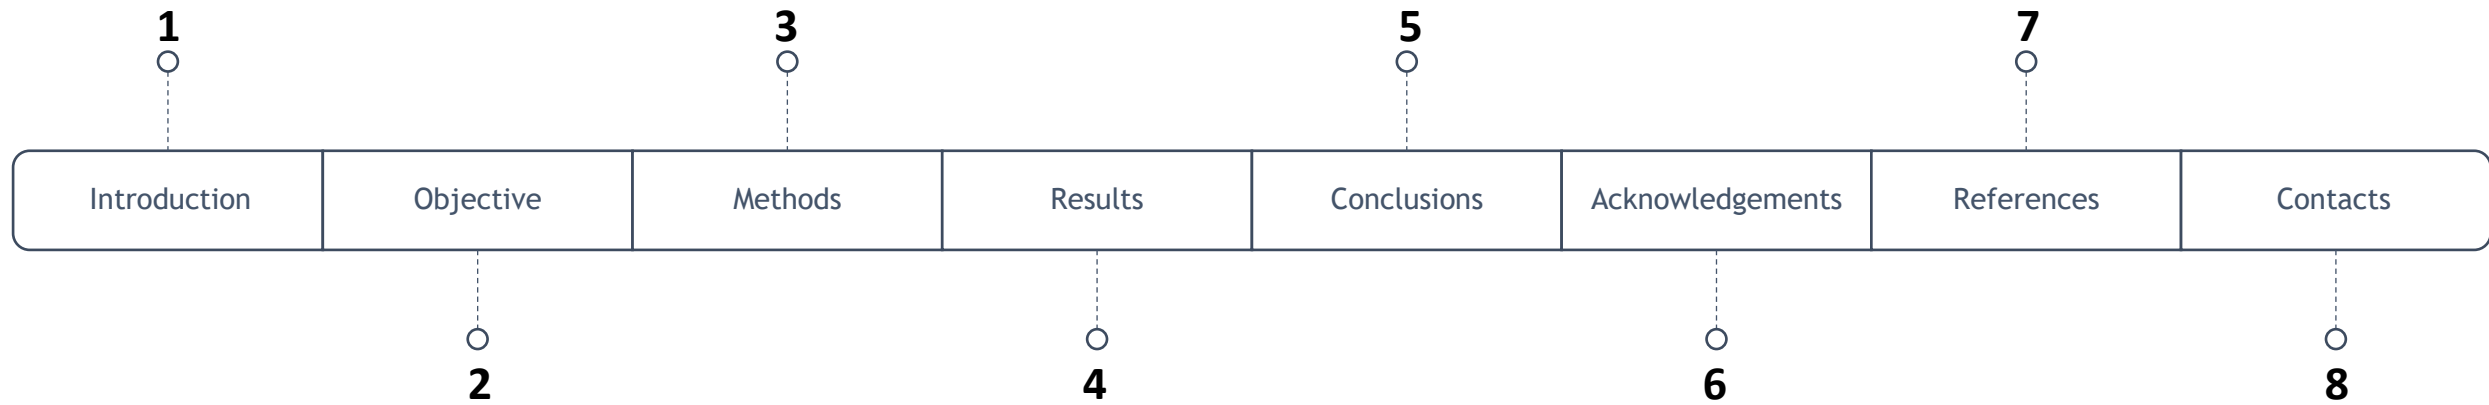 1 3 5 7
Introduction Objective Methods Results Conclusions Acknowledgements References Contacts
2 4 6 8